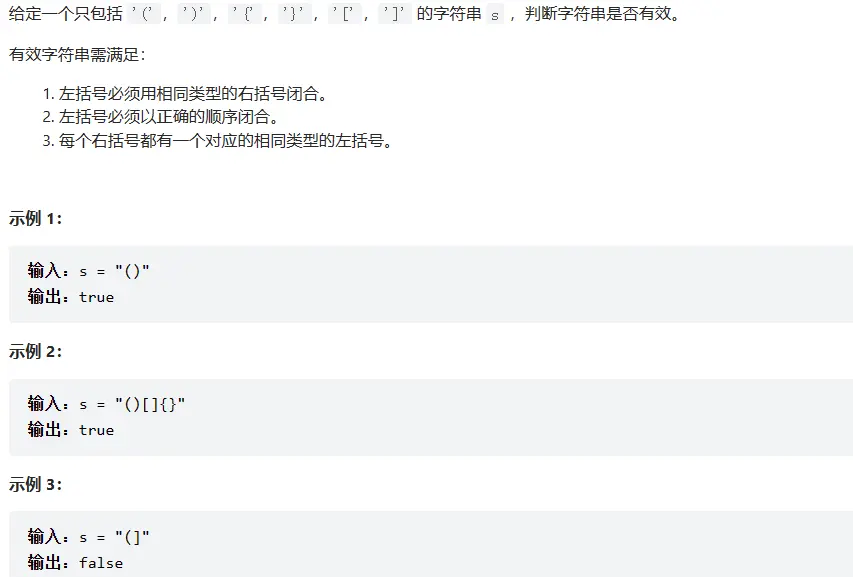 给定一个只包括 '('，')'，'{'，'}'，'['，']' 的字符串 s ，判断字符串是否有效。
有效字符串需满足：
1. 左括号必须用相同类型的右括号闭合。
2. 左括号必须以正确的顺序闭合。
3. 每个右括号都有一个对应的相同类型的左括号。
示例 1：
输入：s = "()"
输出：true
示例 2：
输入：s = "()[]{}"
输出：true
示例 3：
输入：s = "(]"
输出：false